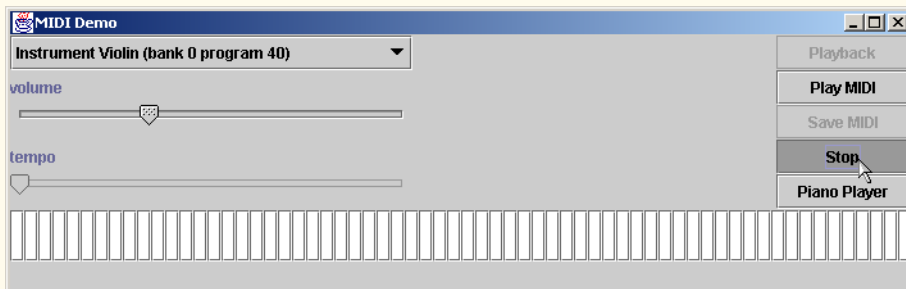 MIDI Demo
Instrument Violin (bank 0 program 40)
volume
tempo
Playback
Play MIDI
Save MIDI
Stop
Piano Player